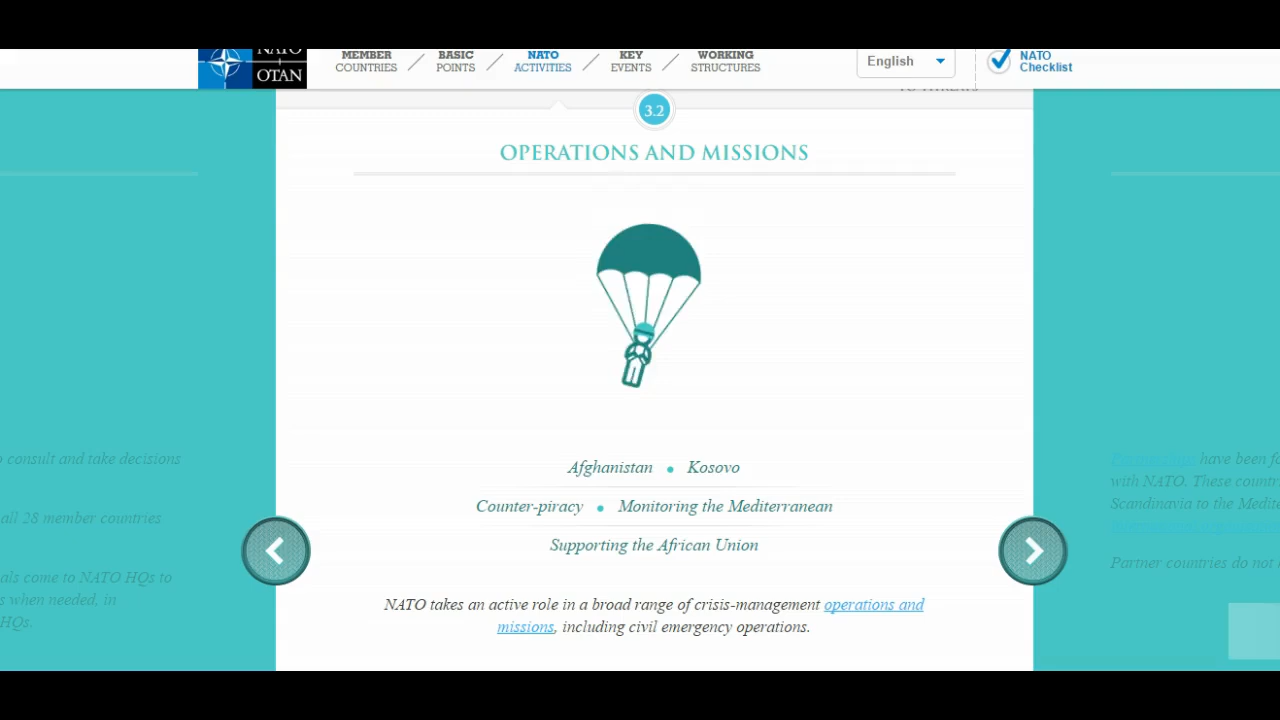 NATO
OTAN
MEMBER
COUNTRIES
BASIC
POINTS
NATO
ACTIVITIES
KEY
EVENTS
WORKING
STRUCTURES
English
NATO
Checklist
TO THREATS
3.2
OPERATIONS AND MISSIONS
Afghanistan • Kosovo
Counter-piracy • Monitoring the Mediterranean
Supporting the African Union
NATO takes an active role in a broad range of crisis-management operations and
missions, including civil emergency operations.
o consult and take decisions
all 28 member countries
als come to NATO HQs to
s when needed, in
HQs.
have been fo
with NATO. These countri
Scandinavia to the Medite
Partner countries do not h